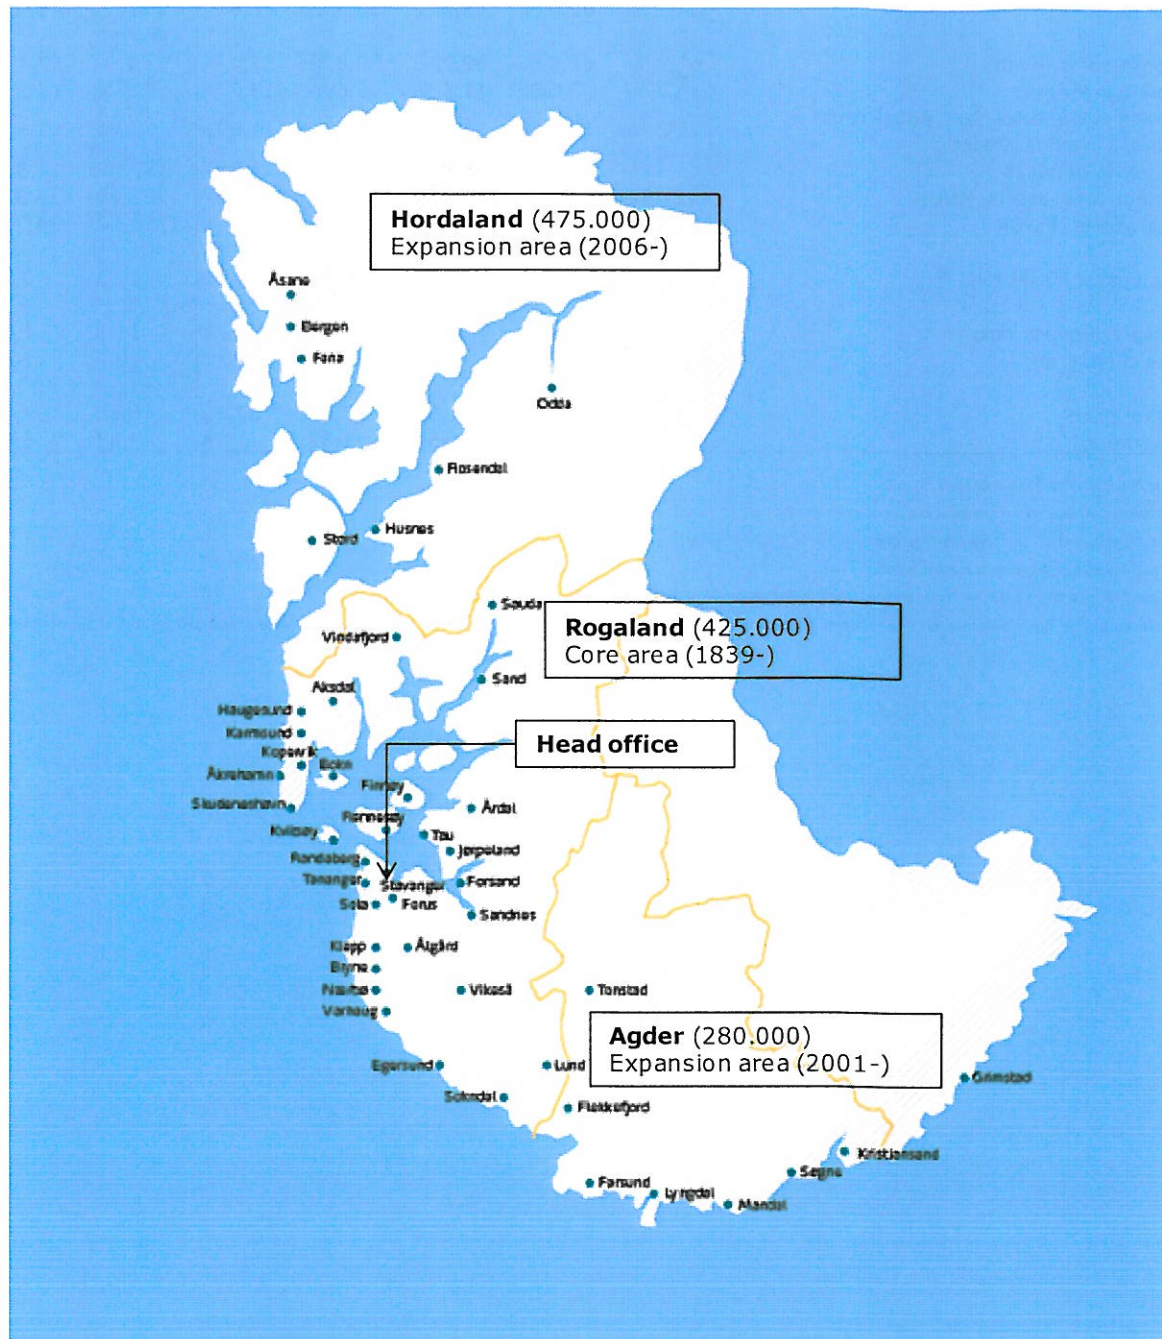 Hordaland (475.000)
Expansion area (2006-)
Åsane
Bergen
Fana
Odda
Rosendal
Husnes
Stord
Sauda
Rogaland (425.000)
Core area (1839-)
Vindafjord
Sand
Aksdal
Haugesund
Karmsund
Head office
Kopervik
Bokn
Åkrehamn
Finnøy
Skudeneshavn
Årdal
Rennesøy
Tau
Kvitsøy
Jørpeland
Randaberg
Tananger
Stavanger
Forsand
Sola
Forus
Sandnes
Klepp
Ålgård
Bryne
Nærbø
Vikeså
Tonstad
Varhaug
Agder (280.000)
Expansion area (2001-)
Egersund
Lund
Grimstad
Sokndal
Flekkefjord
Kristiansand
Søgne
Farsund
Lyngdal
Mandal